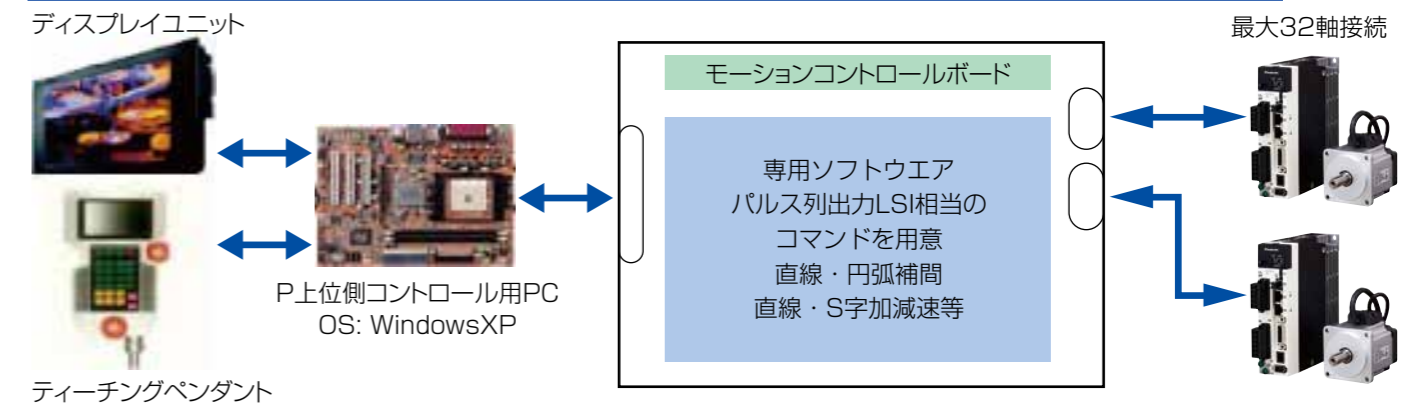 ディスプレイユニット
最大32軸接続
モーションコントロールボード
専用ソフトウエア
パルス列出力LSI相当の
コマンドを用意
直線・円弧補間
直線・S字加減速等
P上位側コントロール用PC
OS: WindowsXP
ティーチングペンダント